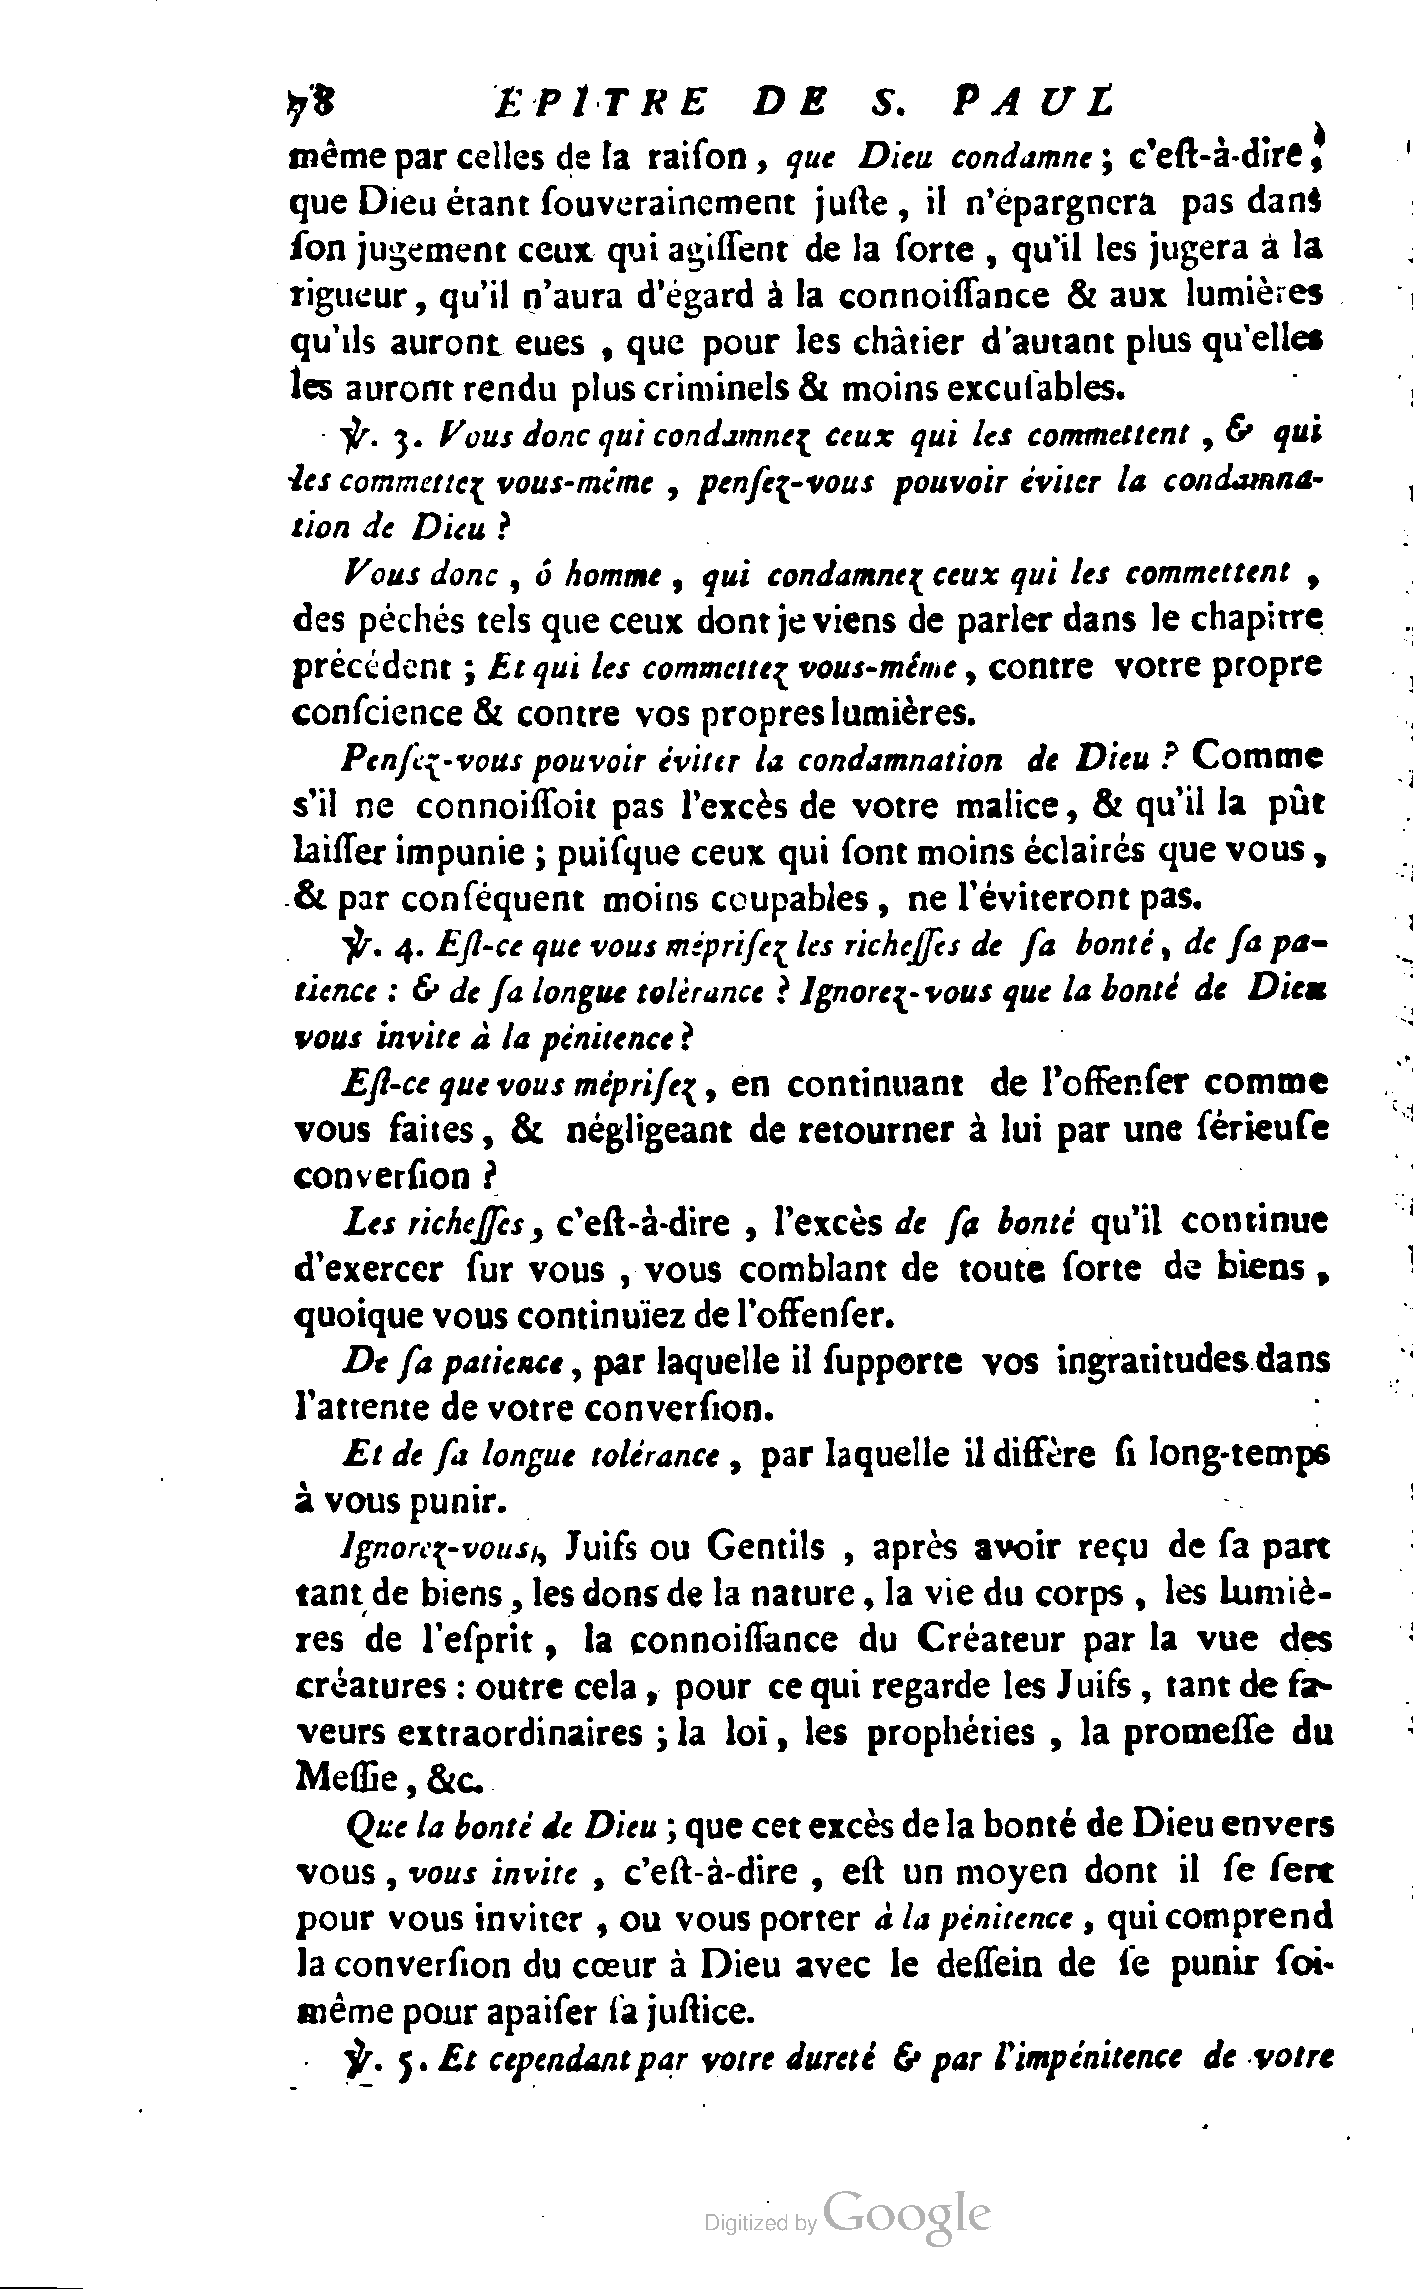 78 EPITRE DE S. PAUL
même par celles de la raiſon, que Dieu condamne; c'eſt-à-dire,
que Dieu étant ſouverainement juſte, il n'épargnera pas dans
ſon jugement ceux qui agiſſent de la ſorte, qu'il les jugera à la
rigueur, qu'il n'aura d'égard à la connoiſſance & aux lumières
qu'ils auront eues, que pour les châtier d'autant plus qu'elles
les auront rendu plus criminels & moins excuſables.
℣. 3. Vous donc qui condamnez ceux qui les commettent, & qui
les commettez vous-même, penſez-vous pouvoir éviter la condamna-
tion de Dieu?
Vous donc, ô homme, qui condamnez ceux qui les commettent,
des péchés tels que ceux dont je viens de parler dans le chapitre
précédent; Et qui les commettez vous-même, contre votre propre
conſcience & contre vos propres lumières.
Penſez-vous pouvoir éviter la condamnation de Dieu? Comme
s'il ne connoiſſoit pas l'excès de votre malice, & qu'il la pût
laiſſer impunie; puiſque ceux qui ſont moins éclairés que vous,
& par conſéquent moins coupables, ne l'éviteront pas.
℣. 4. Eſt-ce que vous mépriſez les richeſſes de ſa bonté, de ſa pa-
tience: & de ſa longue tolérance? Ignorez-vous que la bonté de Dieu
vous invite à la pénitence?
Eſt-ce que vous mépriſez, en continuant de l'offenſer comme
vous faites, & négligeant de retourner à lui par une ſérieuſe
converſion?
Les richeſſes, c'eſt-à-dire, l'excès de ſa bonté qu'il continue
d'exercer ſur vous, vous comblant de toute ſorte de biens,
quoique vous continuïez de l'offenſer.
De ſa patience, par laquelle il ſupporte vos ingratitudes dans
l'attente de votre converſion.
Et de ſa longue tolérance, par laquelle il diffère ſi long-temps
à vous punir.
Ignorez-vous, Juifs ou Gentils, après avoir reçu de ſa part
tant de biens, les dons de la nature, la vie du corps, les lumiè-
res de l'eſprit, la connoiſſance du Créateur par la vue des
créatures: outre cela, pour ce qui regarde les Juifs, tant de fa-
veurs extraordinaires; la loi, les prophéties, la promeſſe du
Meſſie, &c.
Que la bonté de Dieu; que cet excès de la bonté de Dieu envers
vous, vous invite, c'eſt-à-dire, eſt un moyen dont il ſe ſert
pour vous inviter, ou vous porter à la pénitence, qui comprend
la converſion du cœur à Dieu avec le deſſein de ſe punir ſoi-
même pour apaiſer ſa juſtice.
℣. 5. Et cependant par votre dureté & par l'impénitence de votre
Digitized by Google